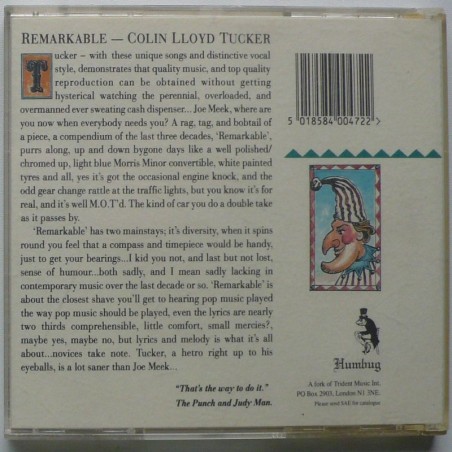 REMARKABLE — COLIN LLOYD TUCKER
Tucker – with these unique songs and distinctive vocal
style, demonstrates that quality music, and top quality
reproduction can be obtained without getting
hysterical watching the perennial, overloaded, and
overmanned ever sweating cash dispenser... Joe Meek, where are
you now when everybody needs you? A rag, tag, and bobtail of
a piece, a compendium of the last three decades, ‘Remarkable’,
purrs along, up and down bygone days like a well polished/
chromed up, light blue Morris Minor convertible, white painted
tyres and all, yes it's got the occasional engine knock, and the
odd gear change rattle at the traffic lights, but you know it's for
real, and it's well M.O.T'd. The kind of car you do a double take
as it passes by.
‘Remarkable’ has two mainstays; it's diversity, when it spins
round you feel that a compass and timepiece would be handy,
just to get your bearings...I kid you not, and last but not lost,
sense of humour...both sadly, and I mean sadly lacking in
contemporary music over the last decade or so. ‘Remarkable’ is
about the closest shave you'll get to hearing pop music played
the way pop music should be played, even the lyrics are nearly
two thirds comprehensible, little comfort, small mercies?,
maybe yes, maybe no, but lyrics and melody is what it's all
about...novices take note. Tucker, a hetro right up to his
eyeballs, is a lot saner than Joe Meek...
“That's the way to do it.”
The Punch and Judy Man.
5 018584 004722 >
Humbug
A fork of Trident Music Int.
PO Box 2903, London N1 3NE.
Please send SAE for catalogue